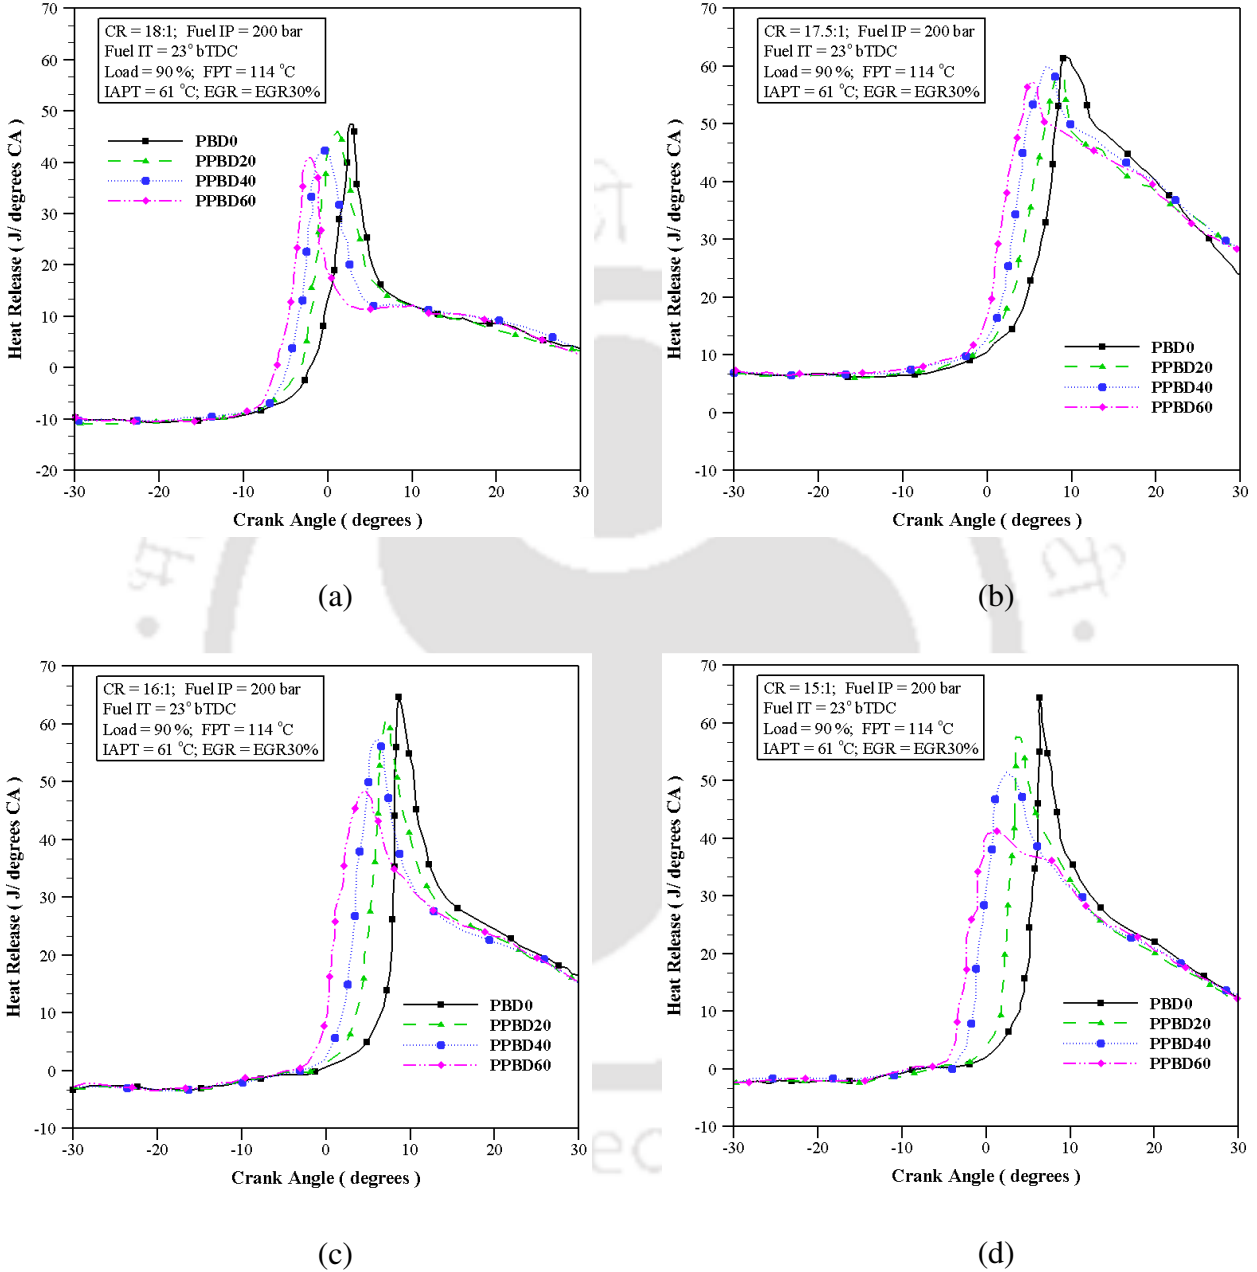 70
60
50
40
30
20
10
0
-10
-20
Heat Release ( J/ degrees CA )
CR = 18:1; Fuel IP = 200 bar
Fuel IT = 23° bTDC
Load = 90 %; FPT = 114 °C
IAPT = 61 °C; EGR = EGR30%
PBD0
PPBD20
PPBD40
PPBD60
-30 -20 -10 0 10 20 30
Crank Angle ( degrees )
(a)
70
60
50
40
30
20
10
0
-10
Heat Release ( J/ degrees CA )
CR = 17.5:1; Fuel IP = 200 bar
Fuel IT = 23° bTDC
Load = 90 %; FPT = 114 °C
IAPT = 61 °C; EGR = EGR30%
PBD0
PPBD20
PPBD40
PPBD60
-30 -20 -10 0 10 20 30
Crank Angle ( degrees )
(b)
70
60
50
40
30
20
10
0
-10
Heat Release ( J/ degrees CA )
CR = 16:1; Fuel IP = 200 bar
Fuel IT = 23° bTDC
Load = 90 %; FPT = 114 °C
IAPT = 61 °C; EGR = EGR30%
PBD0
PPBD20
PPBD40
PPBD60
-30 -20 -10 0 10 20 30
Crank Angle ( degrees )
(c)
70
60
50
40
30
20
10
0
-10
Heat Release ( J/ degrees CA )
CR = 15:1; Fuel IP = 200 bar
Fuel IT = 23° bTDC
Load = 90 %; FPT = 114 °C
IAPT = 61 °C; EGR = EGR30%
PBD0
PPBD20
PPBD40
PPBD60
-30 -20 -10 0 10 20 30
Crank Angle ( degrees )
(d)